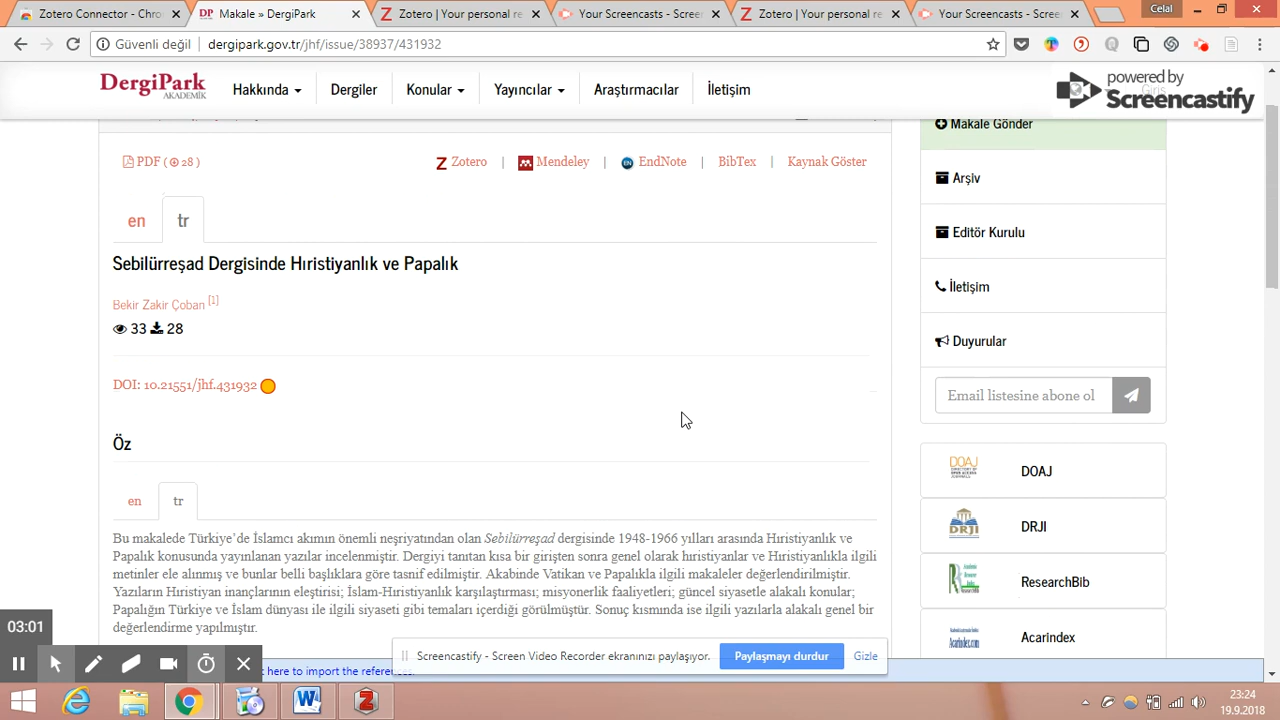 Zotero Connector - Chro
Makale » DergiPark
Zotero | Your personal re
Your Screencasts - Screen
Zotero | Your personal re
Your Screencasts - Screen
Celal
Güvenli değil
dergipark.gov.tr/jhf/issue/38937/431932
DergiPark
AKADEMİK
Hakkında
Dergiler
Konular
Yayıncılar
Araştırmacılar
İletişim
Giriş
powered by
Screencastify
PDF ( 28 )
Zotero | Mendeley | EndNote | BibTex | Kaynak Göster
en
tr
Sebilürreşad Dergisinde Hıristiyanlık ve Papalık
Bekir Zakir Çoban [1]
33 28
DOI: 10.21551/jhf.431932
Öz
en
tr
Bu makalede Türkiye’de İslâmcı akımın önemli neşriyatından olan Sebilürreşad dergisinde 1948-1966 yılları arasında Hıristiyanlık ve
Papalık konusunda yayınlanan yazılar incelenmiştir. Dergiyi tanıtan kısa bir girişten sonra genel olarak hıristiyanlar ve Hıristiyanlıkla ilgili
metinler ele alınmış ve bunlar belli başlıklara göre tasnif edilmiştir. Akabinde Vatikan ve Papalıkla ilgili makaleler değerlendirilmiştir.
Yazıların Hıristiyan inançlarının eleştirisi; İslam-Hıristiyanlık karşılaştırması; misyonerlik faaliyetleri; güncel siyasetle alakalı konular;
Papalığın Türkiye ve İslam dünyası ile ilgili siyaseti gibi temaları içerdiği görülmüştür. Sonuç kısmında ise ilgili yazılarla alakalı genel bir
değerlendirme yapılmıştır.
Makale Gönder
Arşiv
Editör Kurulu
İletişim
Duyurular
Email listesine abone ol
DOAJ
DRJI
ResearchBib
Acarindex
03:01
Screencastify - Screen Video Recorder ekranınızı paylaşıyor.
Paylaşmayı durdur
Gizle
here to import the references.
23:24
19.9.2018